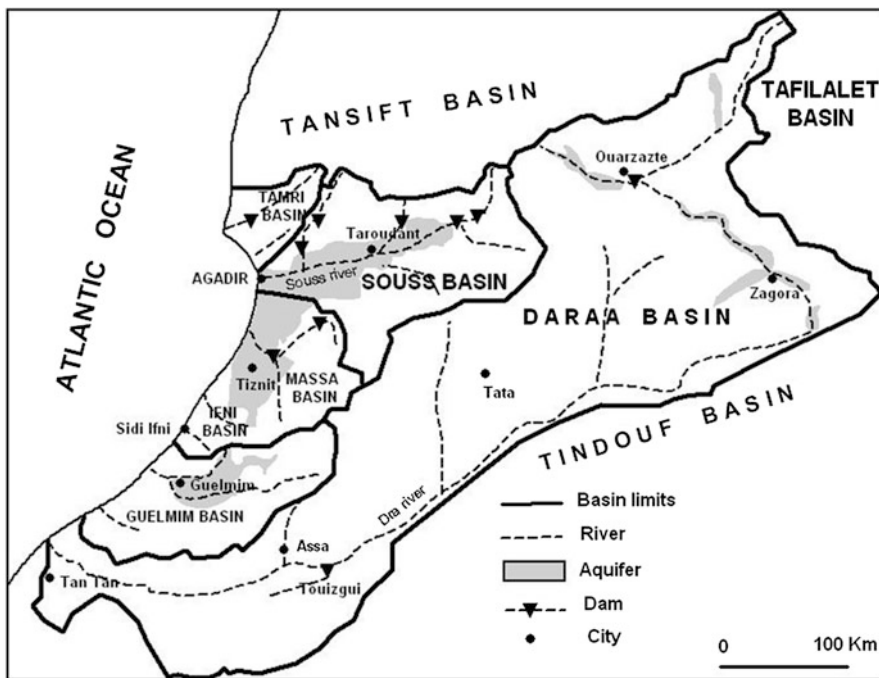 TANSIFT BASIN
TAFILALET
BASIN
ATLANTIC OCEAN
Ouarzazte
TAMRI
BASIN
Taroudant
AGADIR
Souss river
SOUSS BASIN
Zagora
DARAA BASIN
Tiznit
MASSA
BASIN
Tata
IFNI
BASIN
Sidi Ifni
TINDOUF BASIN
Guelmim
GUELMIM BASIN
Dra river
Assa
Tan Tan
Touizgui
Basin limits
River
Aquifer
Dam
City
0 100 Km